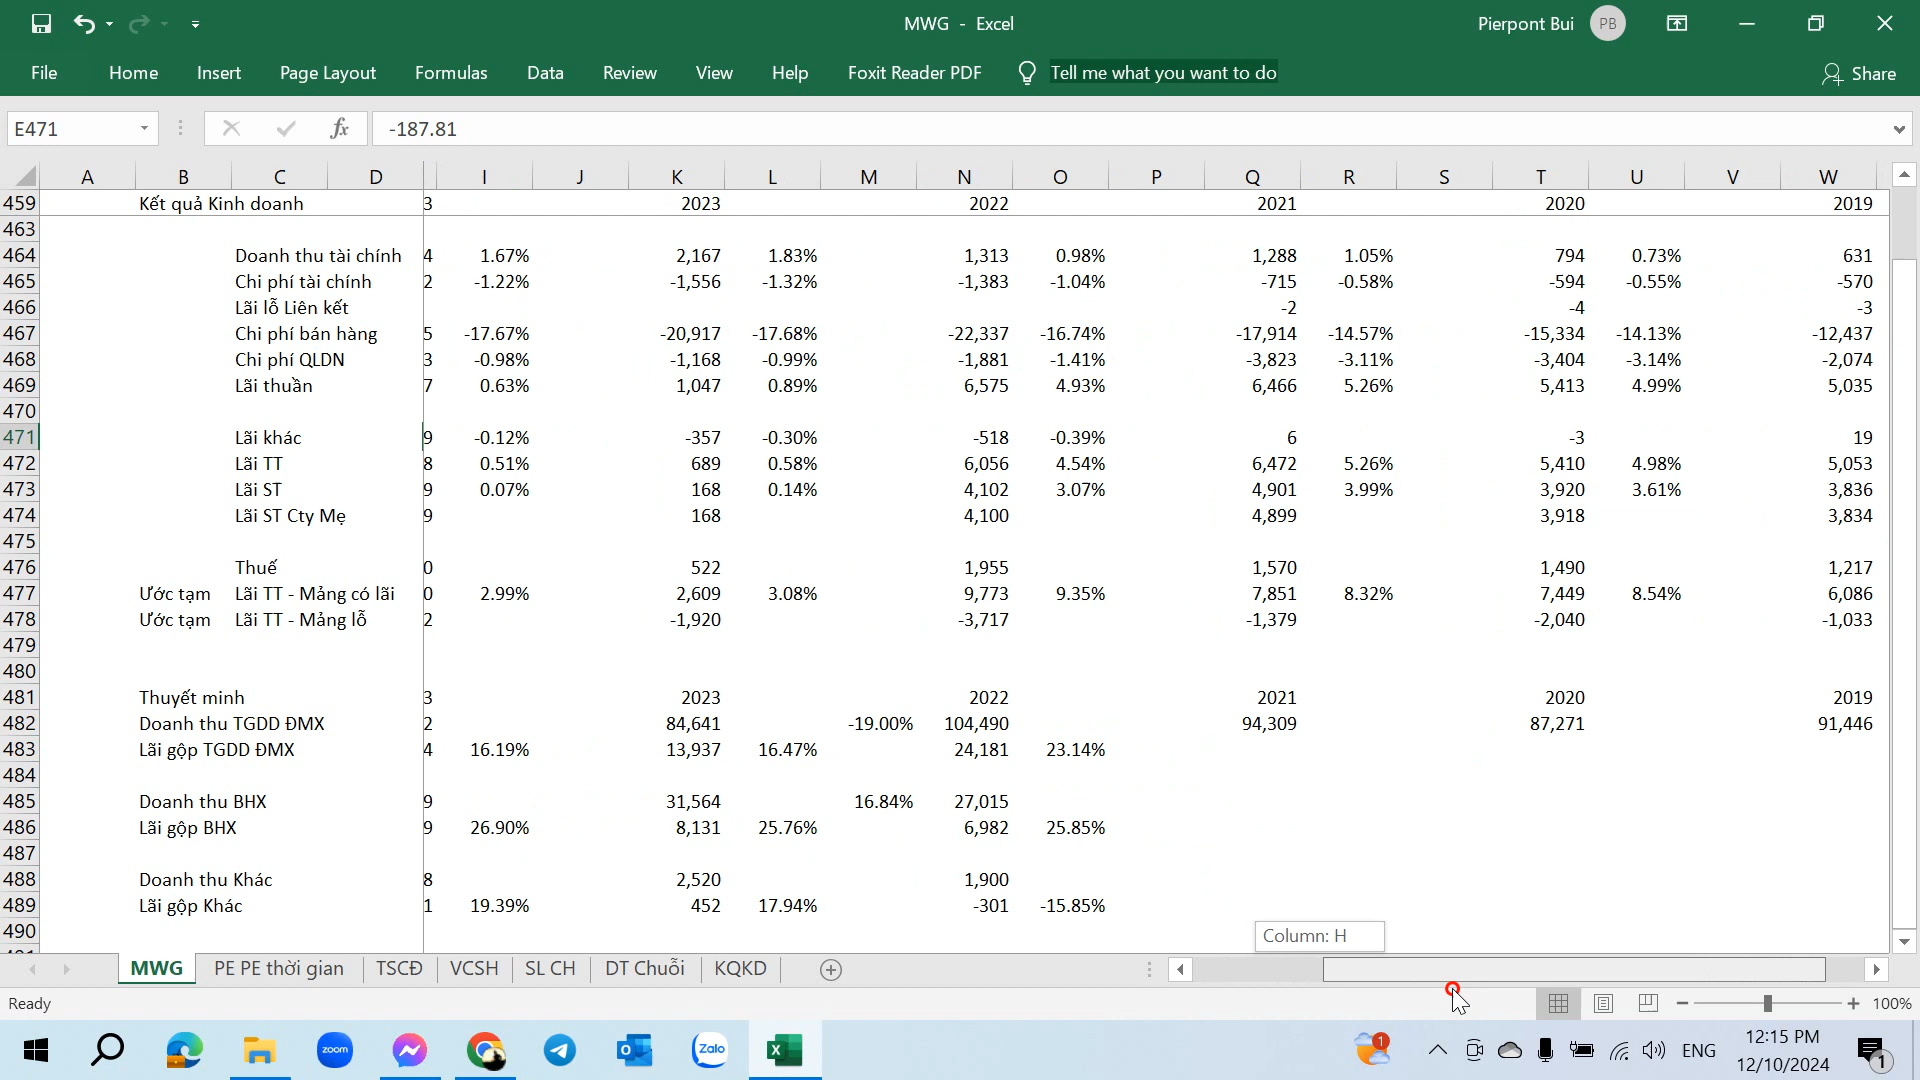 MWG - Excel
Pierpont Bui PB
File Home Insert Page Layout Formulas Data Review View Help Foxit Reader PDF Tell me what you want to do Share
E471 fx -187.81
A B C D I J K L M N O P Q R S T U V W
459 Kết quả Kinh doanh 3 2023 2022 2021 2020 2019
463
464 Doanh thu tài chính 4 1.67% 2,167 1.83% 1,313 0.98% 1,288 1.05% 794 0.73% 631
465 Chi phí tài chính 2 -1.22% -1,556 -1.32% -1,383 -1.04% -715 -0.58% -594 -0.55% -570
466 Lãi lỗ Liên kết -2 -4 -3
467 Chi phí bán hàng 5 -17.67% -20,917 -17.68% -22,337 -16.74% -17,914 -14.57% -15,334 -14.13% -12,437
468 Chi phí QLDN 3 -0.98% -1,168 -0.99% -1,881 -1.41% -3,823 -3.11% -3,404 -3.14% -2,074
469 Lãi thuần 7 0.63% 1,047 0.89% 6,575 4.93% 6,466 5.26% 5,413 4.99% 5,035
470
471 Lãi khác 9 -0.12% -357 -0.30% -518 -0.39% 6 -3 19
472 Lãi TT 8 0.51% 689 0.58% 6,056 4.54% 6,472 5.26% 5,410 4.98% 5,053
473 Lãi ST 9 0.07% 168 0.14% 4,102 3.07% 4,901 3.99% 3,920 3.61% 3,836
474 Lãi ST Cty Mẹ 9 168 4,100 4,899 3,918 3,834
475
476 Thuế 0 522 1,955 1,570 1,490 1,217
477 Ước tạm Lãi TT - Mảng có lãi 0 2.99% 2,609 3.08% 9,773 9.35% 7,851 8.32% 7,449 8.54% 6,086
478 Ước tạm Lãi TT - Mảng lỗ 2 -1,920 -3,717 -1,379 -2,040 -1,033
479
480
481 Thuyết minh 3 2023 2022 2021 2020 2019
482 Doanh thu TGDD ĐMX 2 84,641 -19.00% 104,490 94,309 87,271 91,446
483 Lãi gộp TGDD ĐMX 4 16.19% 13,937 16.47% 24,181 23.14%
484
485 Doanh thu BHX 9 31,564 16.84% 27,015
486 Lãi gộp BHX 9 26.90% 8,131 25.76% 6,982 25.85%
487
488 Doanh thu Khác 8 2,520 1,900
489 Lãi gộp Khác 1 19.39% 452 17.94% -301 -15.85%
490
Column: H
MWG PE PE thời gian TSCĐ VCSH SL CH DT Chuỗi KQKD
Ready 100%
zoom Zalo 1 ENG 12:15 PM
12/10/2024 1